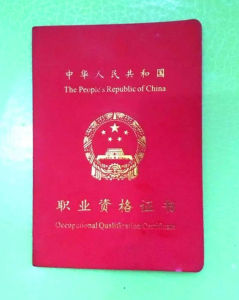 中华人民共和国
The People's Republic of China
职业资格证书
Occupational Qualification Certificate